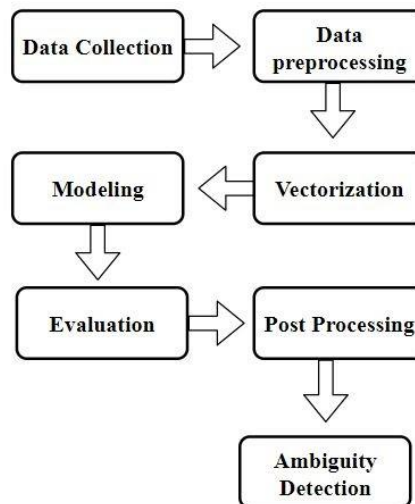 Data Collection
Data
preprocessing
Vectorization
Modeling
Evaluation
Post Processing
Ambiguity
Detection